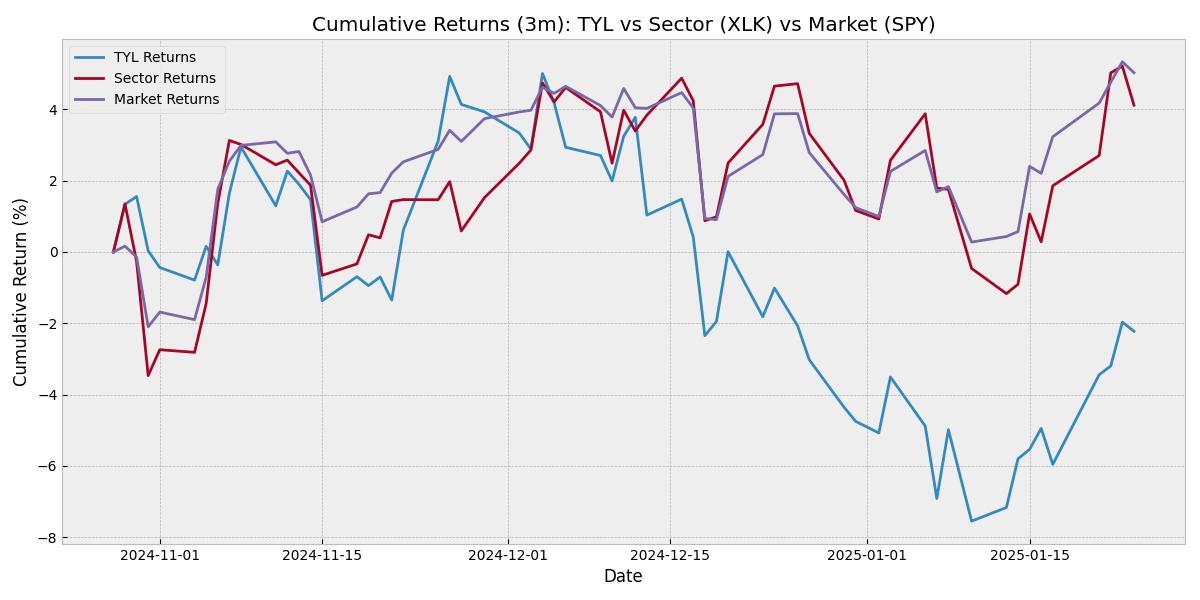 Cumulative Returns (3m): TYL vs Sector (XLK) vs Market (SPY)
TYL Returns
Sector Returns
Market Returns
Cumulative Return (%)
4
2
0
−2
−4
−6
−8
2024-11-01
2024-11-15
2024-12-01
2024-12-15
2025-01-01
2025-01-15
Date